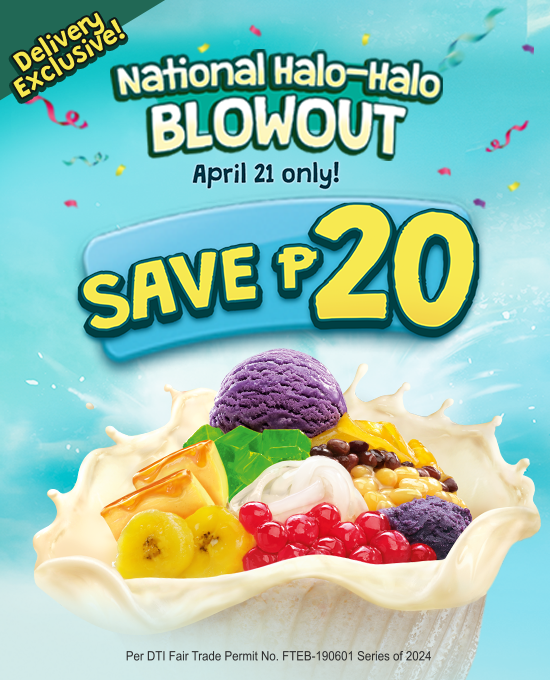 Delivery
Exclusive!
National Halo-Halo
BLOWOUT
April 21 only!
SAVE ₱20
Per DTI Fair Trade Permit No. FTEB-190601 Series of 2024